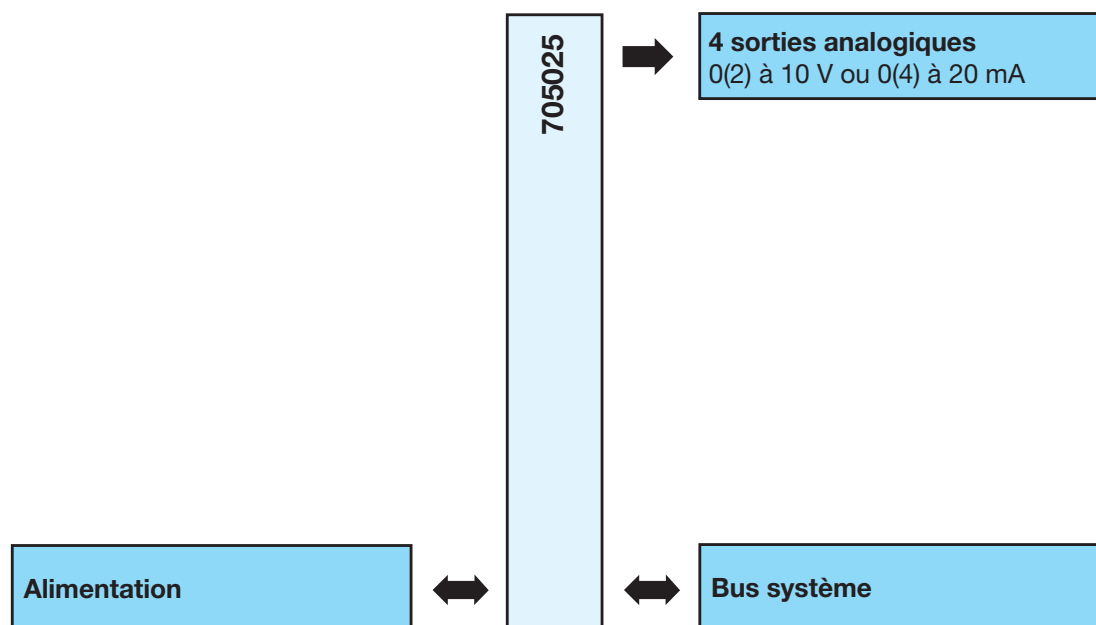 705025
4 sorties analogiques
0(2) à 10 V ou 0(4) à 20 mA
Alimentation
Bus système